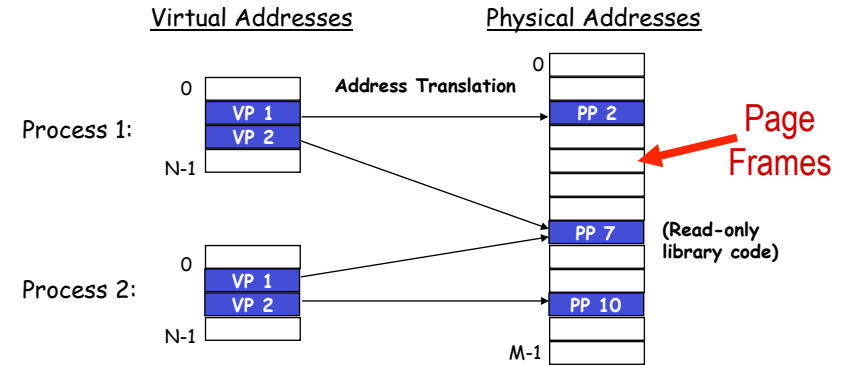 Virtual Addresses
Physical Addresses
Address Translation
Process 1:
0
VP 1
VP 2
N-1
Process 2:
0
VP 1
VP 2
N-1
0
PP 2
PP 7
PP 10
M-1
(Read-only
library code)
Page
Frames